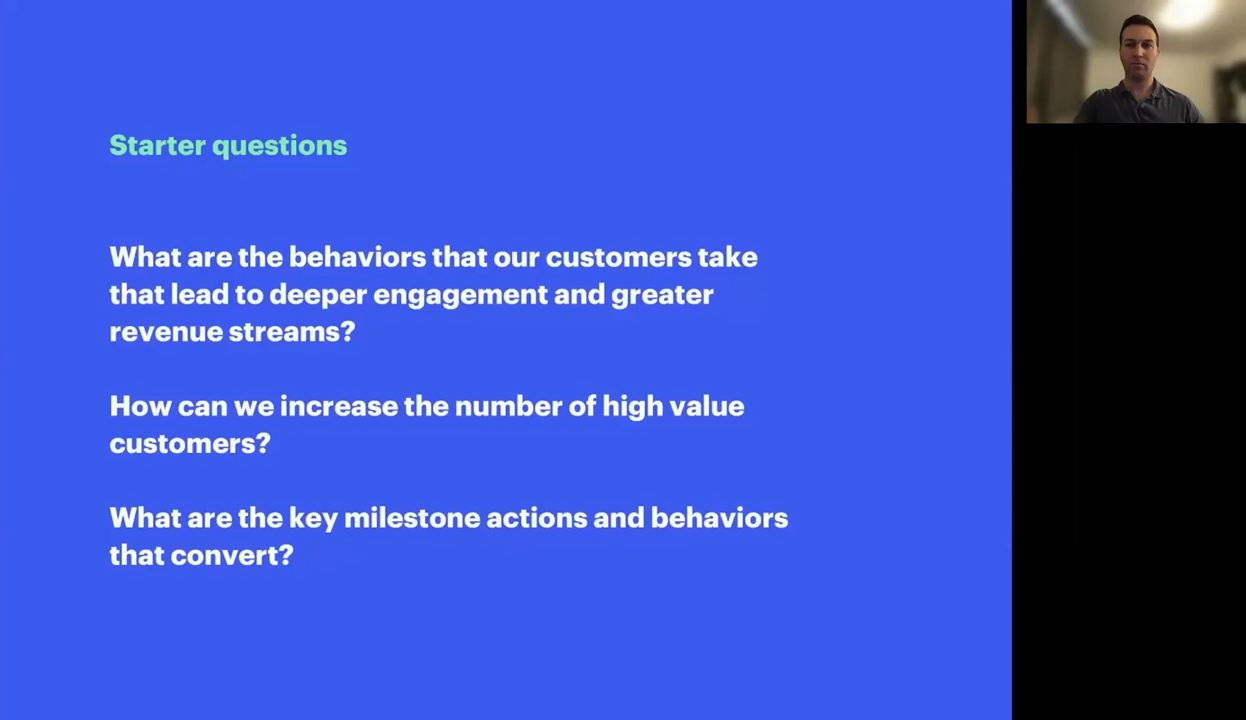 Starter questions
What are the behaviors that our customers take
that lead to deeper engagement and greater
revenue streams?
How can we increase the number of high value
customers?
What are the key milestone actions and behaviors
that convert?